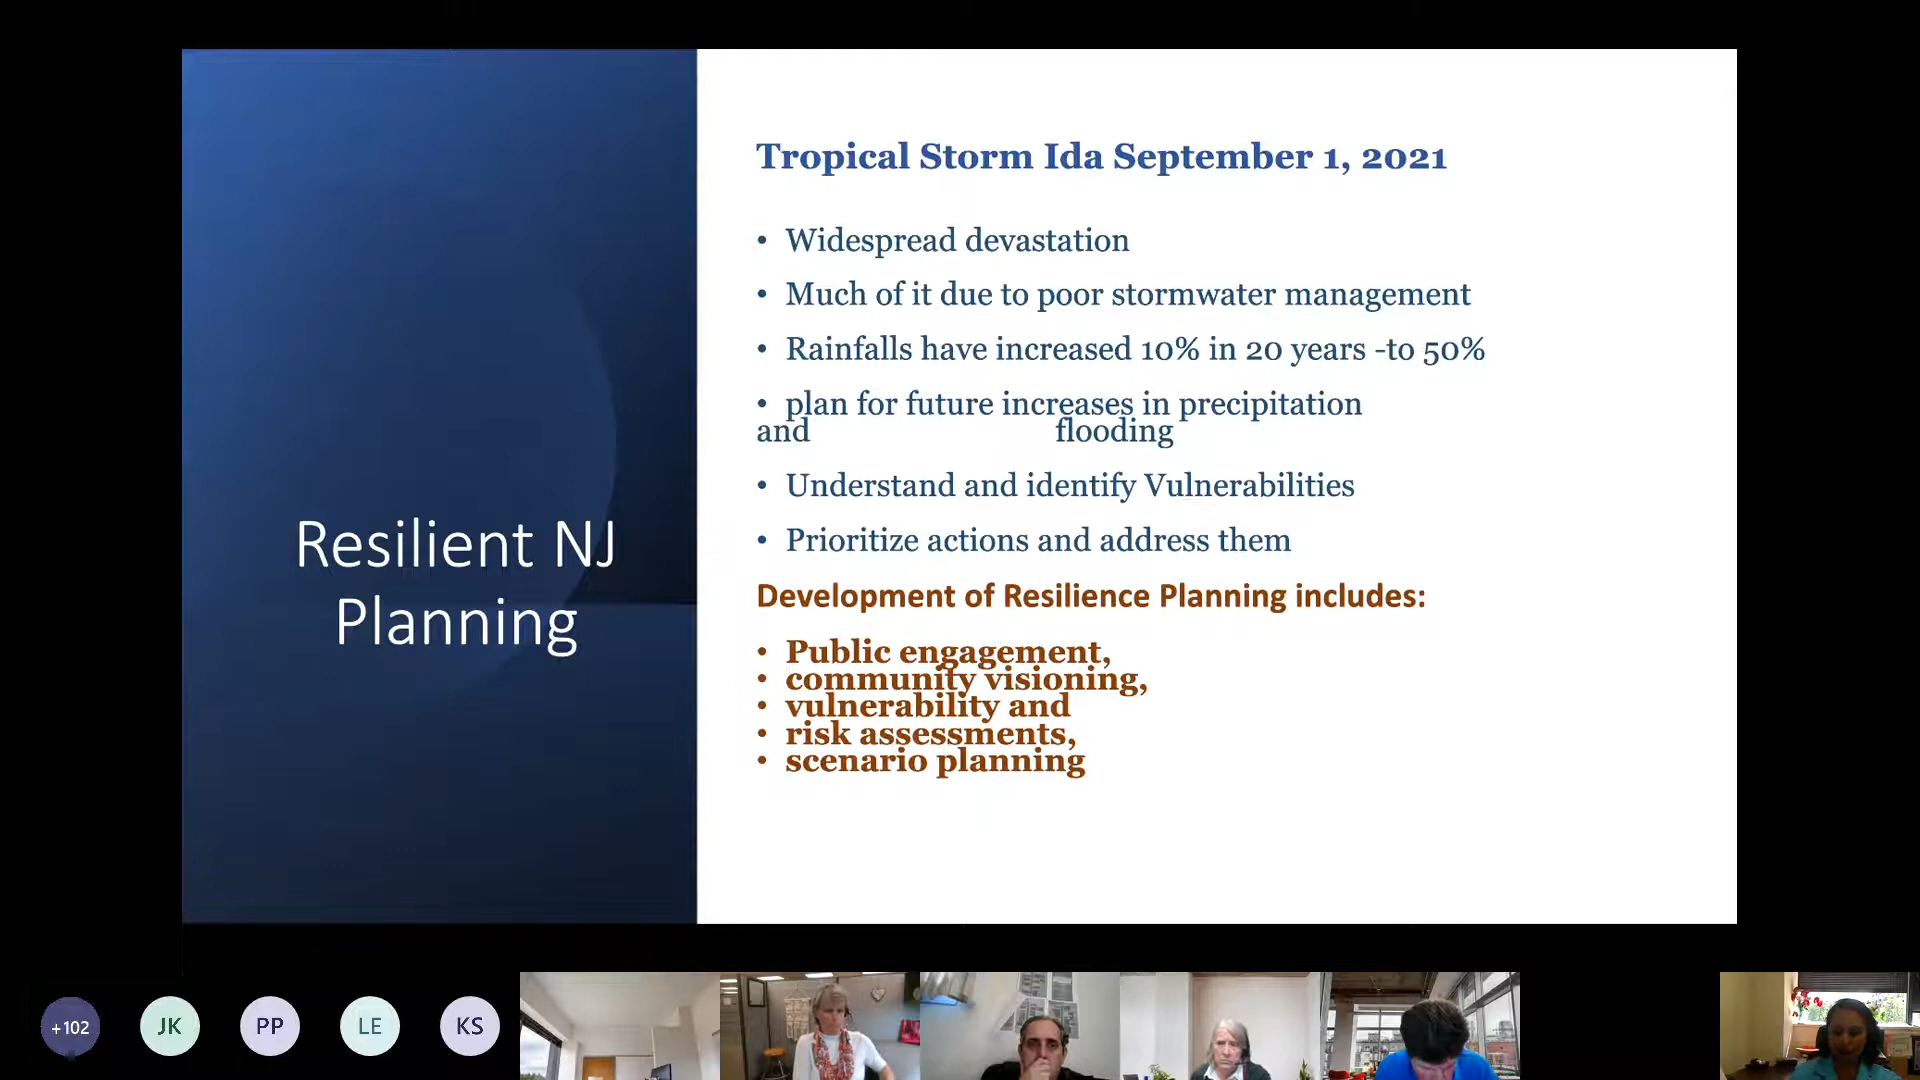 Resilient NJ
Planning
Tropical Storm Ida September 1, 2021
• Widespread devastation
• Much of it due to poor stormwater management
• Rainfalls have increased 10% in 20 years -to 50%
• plan for future increases in precipitation
and flooding
• Understand and identify Vulnerabilities
• Prioritize actions and address them
Development of Resilience Planning includes:
• Public engagement,
• community visioning,
• vulnerability and
• risk assessments,
• scenario planning
+102 JK PP LE KS